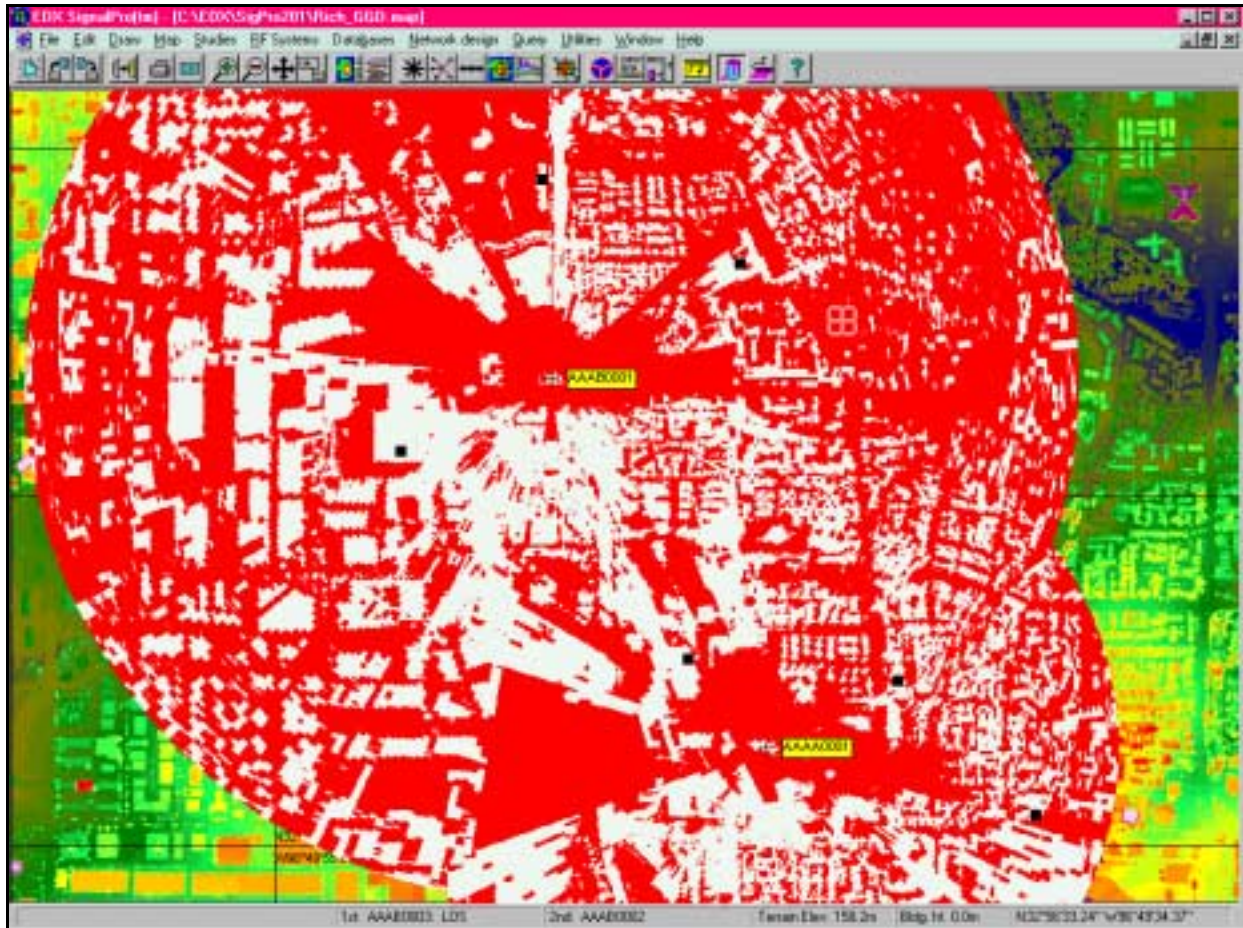 EDX SignalPro(tm) - [C:\EDX\SigPro201\Rich_GGD.map]
File Edit Draw Map Studies RF Systems Databases Network design Query Utilities Window Help
AAAB0001
AAAA0001
1st AAAB0003: LOS 2nd AAAB0002 Terrain Elev: 158.2m Bldg. ht. 0.0m